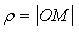 ρ = |OM|